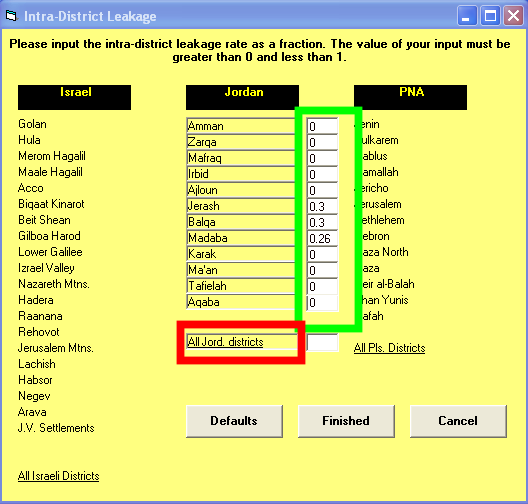 Intra-District Leakage
Please input the intra-district leakage rate as a fraction. The value of your input must be
greater than 0 and less than 1.
Israel
Golan
Hula
Merom Hagalil
Maale Hagalil
Acco
Biqaat Kinarot
Beit Shean
Gilboa Harod
Lower Galilee
Izrael Valley
Nazareth Mtns.
Hadera
Raanana
Rehovot
Jerusalem Mtns.
Lachish
Habsor
Negev
Arava
J.V. Settlements
All Israeli Districts
Jordan
Amman 0
Zarqa 0
Mafraq 0
Irbid 0
Ajloun 0
Jerash 0.3
Balqa 0.3
Madaba 0.26
Karak 0
Ma'an 0
Tafielah 0
Aqaba 0
All Jord. districts
PNA
enin
ulkarem
ablus
amallah
ericho
erusalem
ethlehem
ebron
aza North
aza
eir al-Balah
han Yunis
afah
All Pls. Districts
Defaults
Finished
Cancel